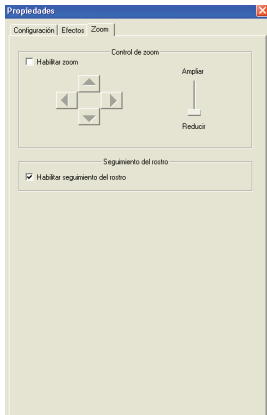 Propiedades
Configuración Efectos Zoom
Control de zoom
Habilitar zoom
Ampliar
Reducir
Seguimiento del rostro
Habilitar seguimiento del rostro